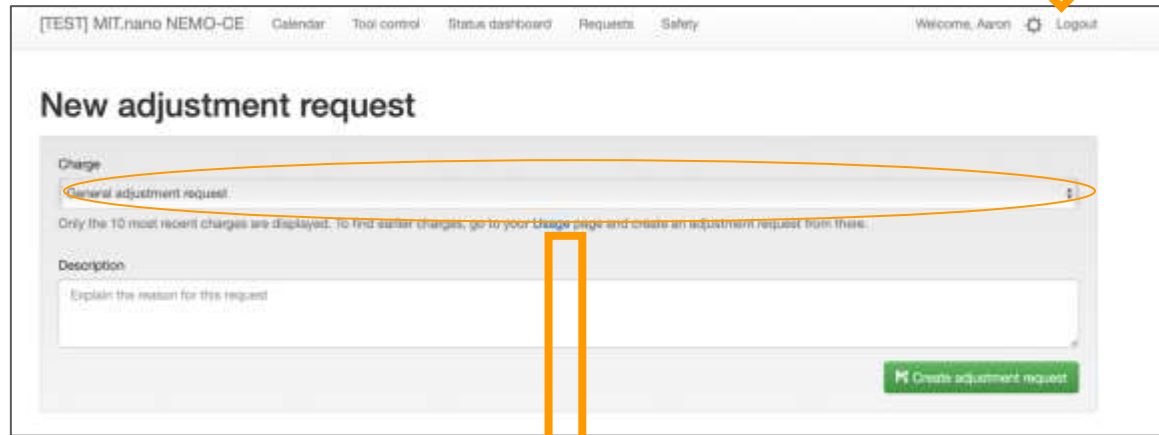 [TEST] MIT.nano NEMO-CE Calendar Tool control Status dashboard Requests Safety Welcome, Aaron Logout
New adjustment request
Charge
General adjustment request
Only the 10 most recent charges are displayed. To find earlier charges, go to your Usage page and create an adjustment request from there.
Description
Explain the reason for this request
Create adjustment request